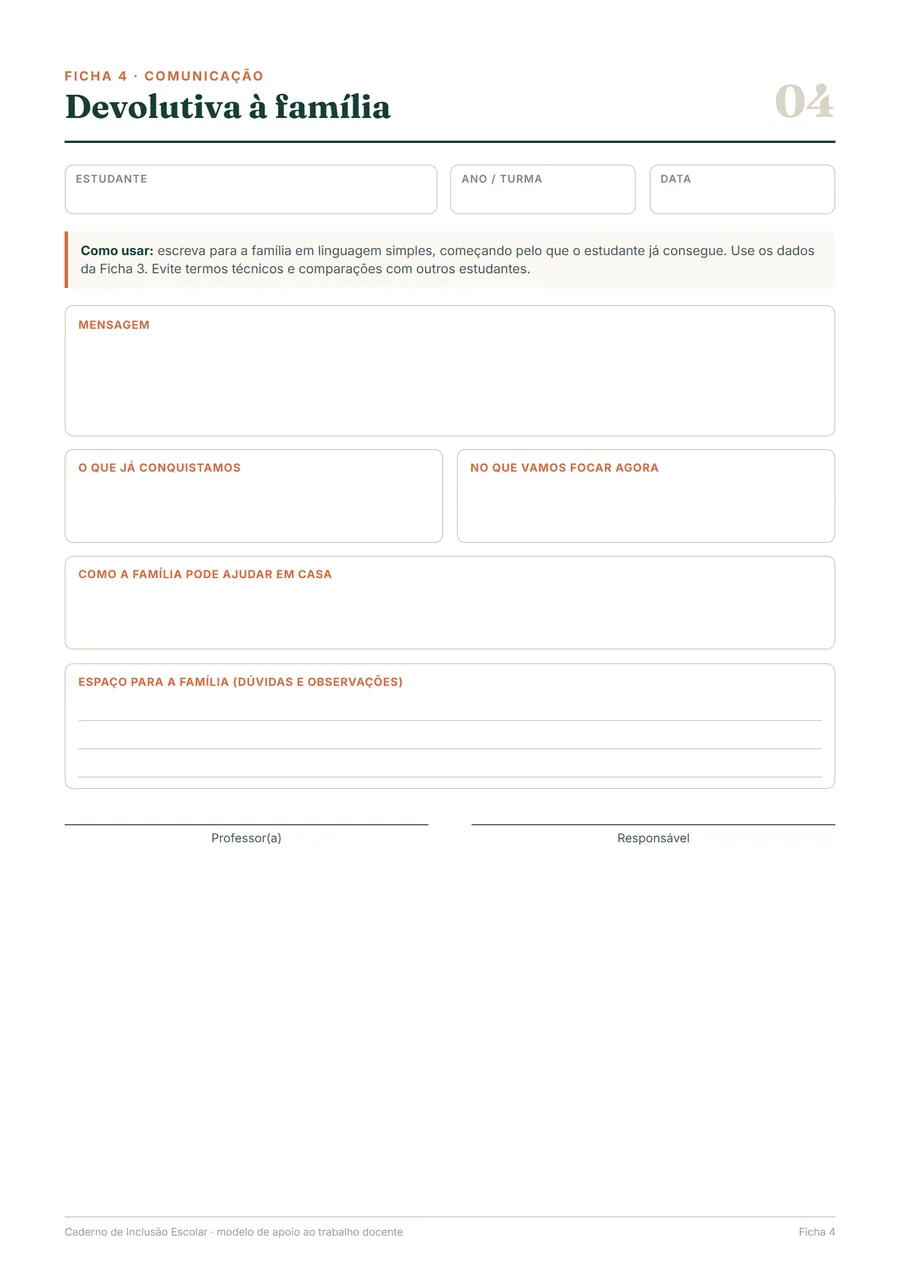 FICHA 4 · COMUNICAÇÃO
Devolutiva à família
04
ESTUDANTE
ANO / TURMA
DATA
Como usar: escreva para a família em linguagem simples, começando pelo que o estudante já consegue. Use os dados
da Ficha 3. Evite termos técnicos e comparações com outros estudantes.
MENSAGEM
O QUE JÁ CONQUISTAMOS
NO QUE VAMOS FOCAR AGORA
COMO A FAMÍLIA PODE AJUDAR EM CASA
ESPAÇO PARA A FAMÍLIA (DÚVIDAS E OBSERVAÇÕES)
Professor(a)
Responsável
Caderno de Inclusão Escolar · modelo de apoio ao trabalho docente
Ficha 4